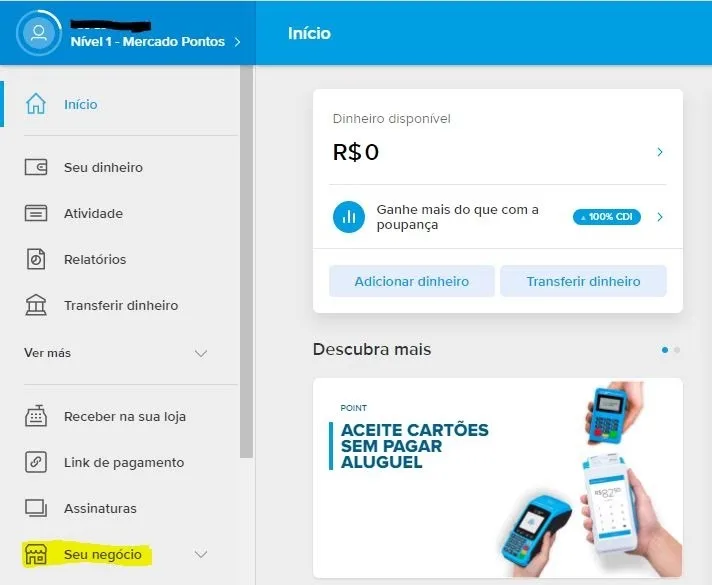 Nível 1 - Mercado Pontos
Início
Início
Seu dinheiro
Atividade
Relatórios
Transferir dinheiro
Ver más
Receber na sua loja
Link de pagamento
Assinaturas
Seu negócio
Dinheiro disponível
R$ 0
Ganhe mais do que com a
poupança
100% CDI
Adicionar dinheiro
Transferir dinheiro
Descubra mais
POINT
ACEITE CARTÕES
SEM PAGAR
ALUGUEL